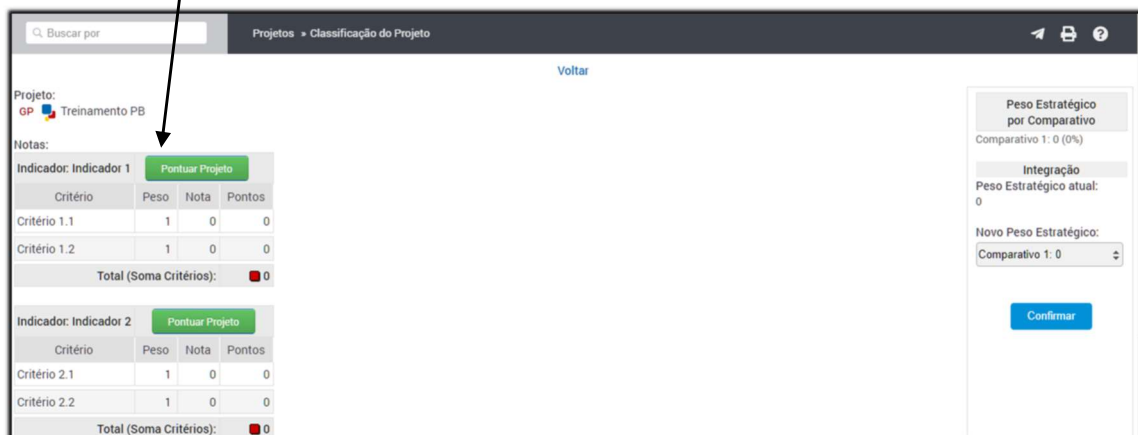 Buscar por
Projetos » Classificação do Projeto
Voltar
Projeto:
GP Treinamento PB
Notas:
Indicador: Indicador 1 Pontuar Projeto
Critério Peso Nota Pontos
Critério 1.1 1 0 0
Critério 1.2 1 0 0
Total (Soma Critérios): 0
Indicador: Indicador 2 Pontuar Projeto
Critério Peso Nota Pontos
Critério 2.1 1 0 0
Critério 2.2 1 0 0
Total (Soma Critérios): 0
Peso Estratégico
por Comparativo
Comparativo 1: 0 (0%)
Integração
Peso Estratégico atual:
0
Novo Peso Estratégico:
Comparativo 1: 0
Confirmar